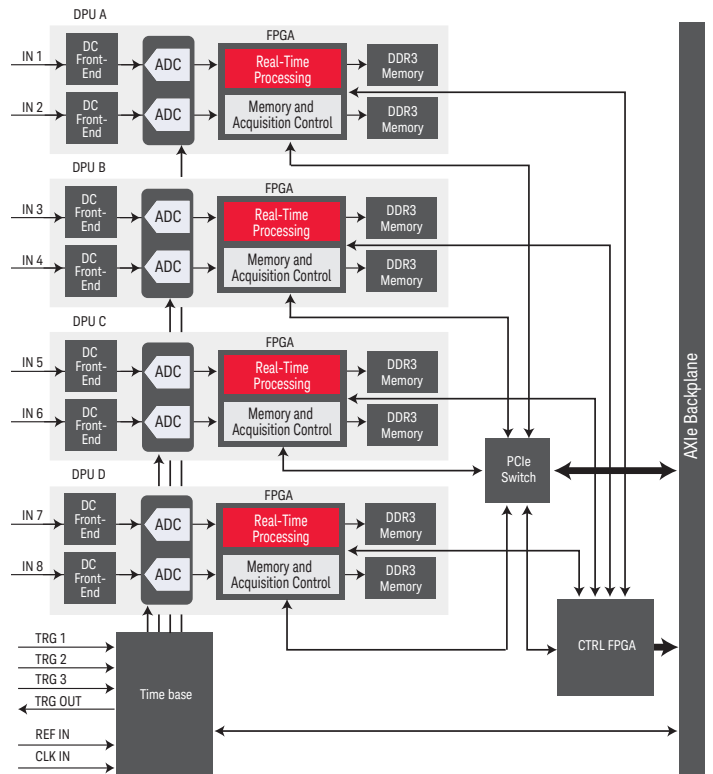 DPU A
FPGA
IN 1
DC
Front-
End
ADC
Real-Time
Processing
DDR3
Memory
IN 2
DC
Front-
End
ADC
Memory and
Acquisition Control
DDR3
Memory
DPU B
FPGA
IN 3
DC
Front-
End
ADC
Real-Time
Processing
DDR3
Memory
IN 4
DC
Front-
End
ADC
Memory and
Acquisition Control
DDR3
Memory
DPU C
FPGA
IN 5
DC
Front-
End
ADC
Real-Time
Processing
DDR3
Memory
IN 6
DC
Front-
End
ADC
Memory and
Acquisition Control
DDR3
Memory
DPU D
FPGA
IN 7
DC
Front-
End
ADC
Real-Time
Processing
DDR3
Memory
IN 8
DC
Front-
End
ADC
Memory and
Acquisition Control
DDR3
Memory
PCIe
Switch
AXIe Backplane
CTRL FPGA
TRG 1
TRG 2
TRG 3
TRG OUT
REF IN
CLK IN
Time base